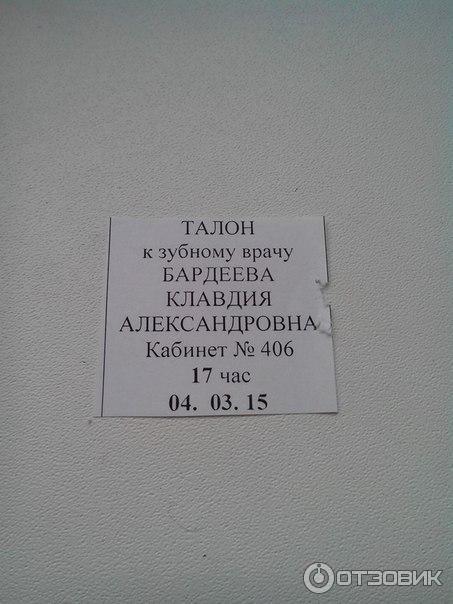 ТАЛОН
к зубному врачу
БАРДЕЕВА
КЛАВДИЯ
АЛЕКСАНДРОВНА
Кабинет № 406
17 час
04. 03. 15
ОТЗОВИК